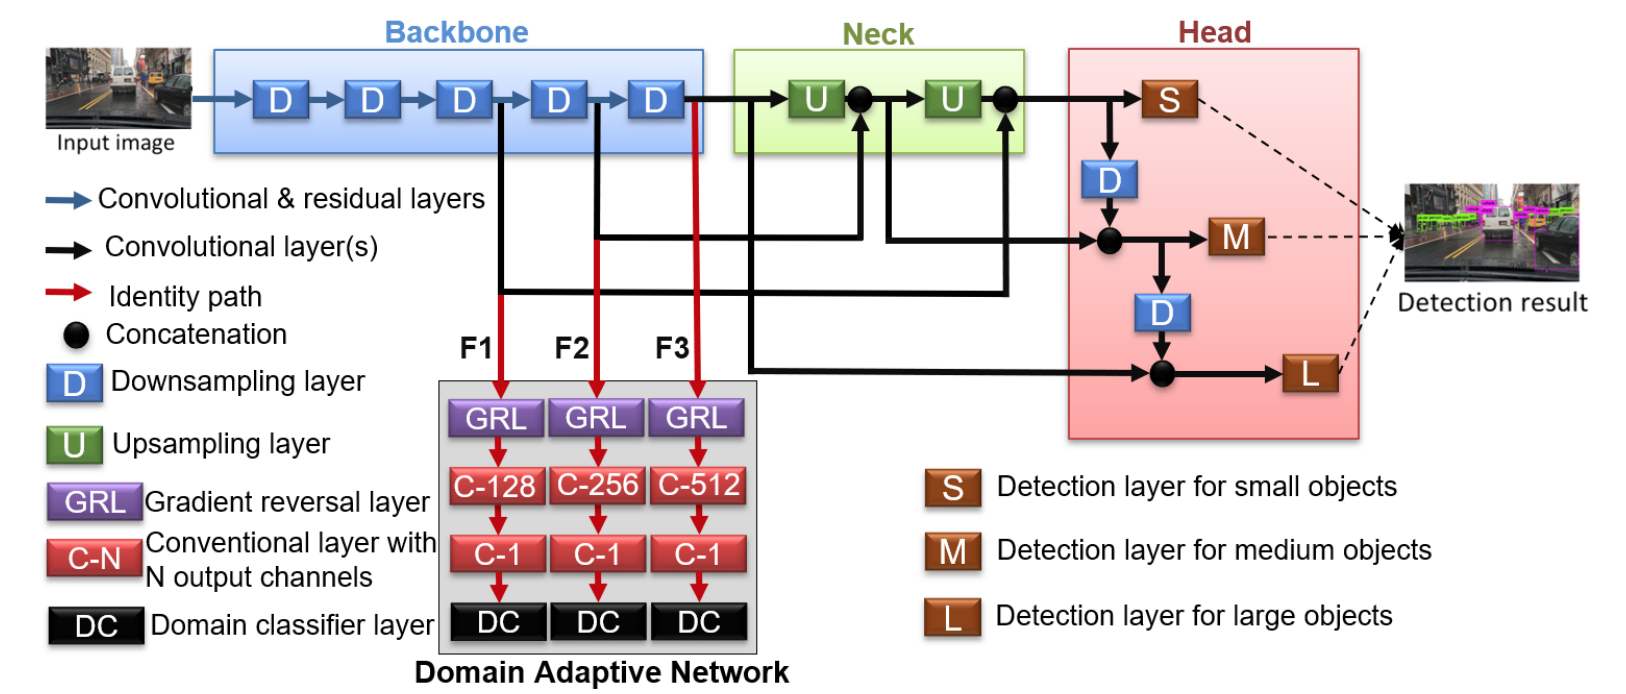 Backbone
Neck
Head
D D D D D
U U
S
Input image
D
Convolutional & residual layers
M
Convolutional layer(s)
Identity path
D
Detection result
Concatenation
F1 F2 F3
D Downsampling layer
L
GRL GRL GRL
U Upsampling layer
C-128 C-256 C-512
S Detection layer for small objects
GRL Gradient reversal layer
C-N Conventional layer with
N output channels
C-1 C-1 C-1
M Detection layer for medium objects
DC Domain classifier layer
DC DC DC
L Detection layer for large objects
Domain Adaptive Network